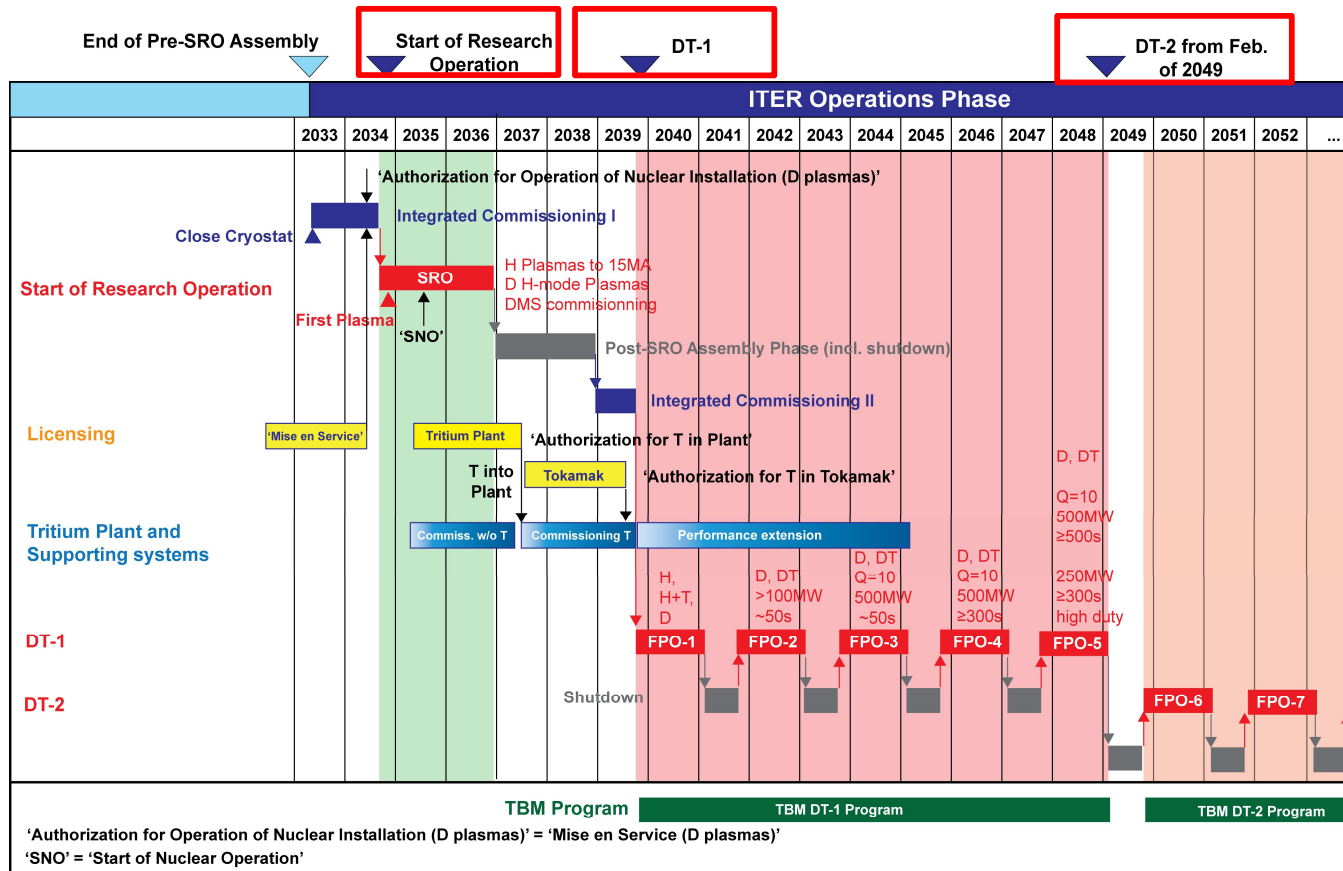 End of Pre-SRO Assembly
Start of Research
Operation
DT-1
DT-2 from Feb.
of 2049
ITER Operations Phase
2033 2034 2035 2036 2037 2038 2039 2040 2041 2042 2043 2044 2045 2046 2047 2048 2049 2050 2051 2052 ...
‘Authorization for Operation of Nuclear Installation (D plasmas)’
Integrated Commissioning I
Close Cryostat
Start of Research Operation
SRO
H Plasmas to 15MA
D H-mode Plasmas
DMS commisionning
First Plasma
‘SNO’
Post-SRO Assembly Phase (incl. shutdown)
Integrated Commissioning II
Licensing
‘Mise en Service’
Tritium Plant
‘Authorization for T in Plant’
T into
Plant
Tokamak
‘Authorization for T in Tokamak’
Tritium Plant and
Supporting systems
Commiss. w/o T
Commissioning T
Performance extension
H,
H+T,
D
D, DT
>100MW
~50s
D, DT
Q=10
500MW
~50s
D, DT
Q=10
500MW
≥300s
D, DT
Q=10
500MW
≥500s
250MW
≥300s
high duty
DT-1
FPO-1
FPO-2
FPO-3
FPO-4
FPO-5
DT-2
Shutdown
FPO-6
FPO-7
TBM Program
TBM DT-1 Program
TBM DT-2 Program
‘Authorization for Operation of Nuclear Installation (D plasmas)’ = ‘Mise en Service (D plasmas)’
‘SNO’ = ‘Start of Nuclear Operation’